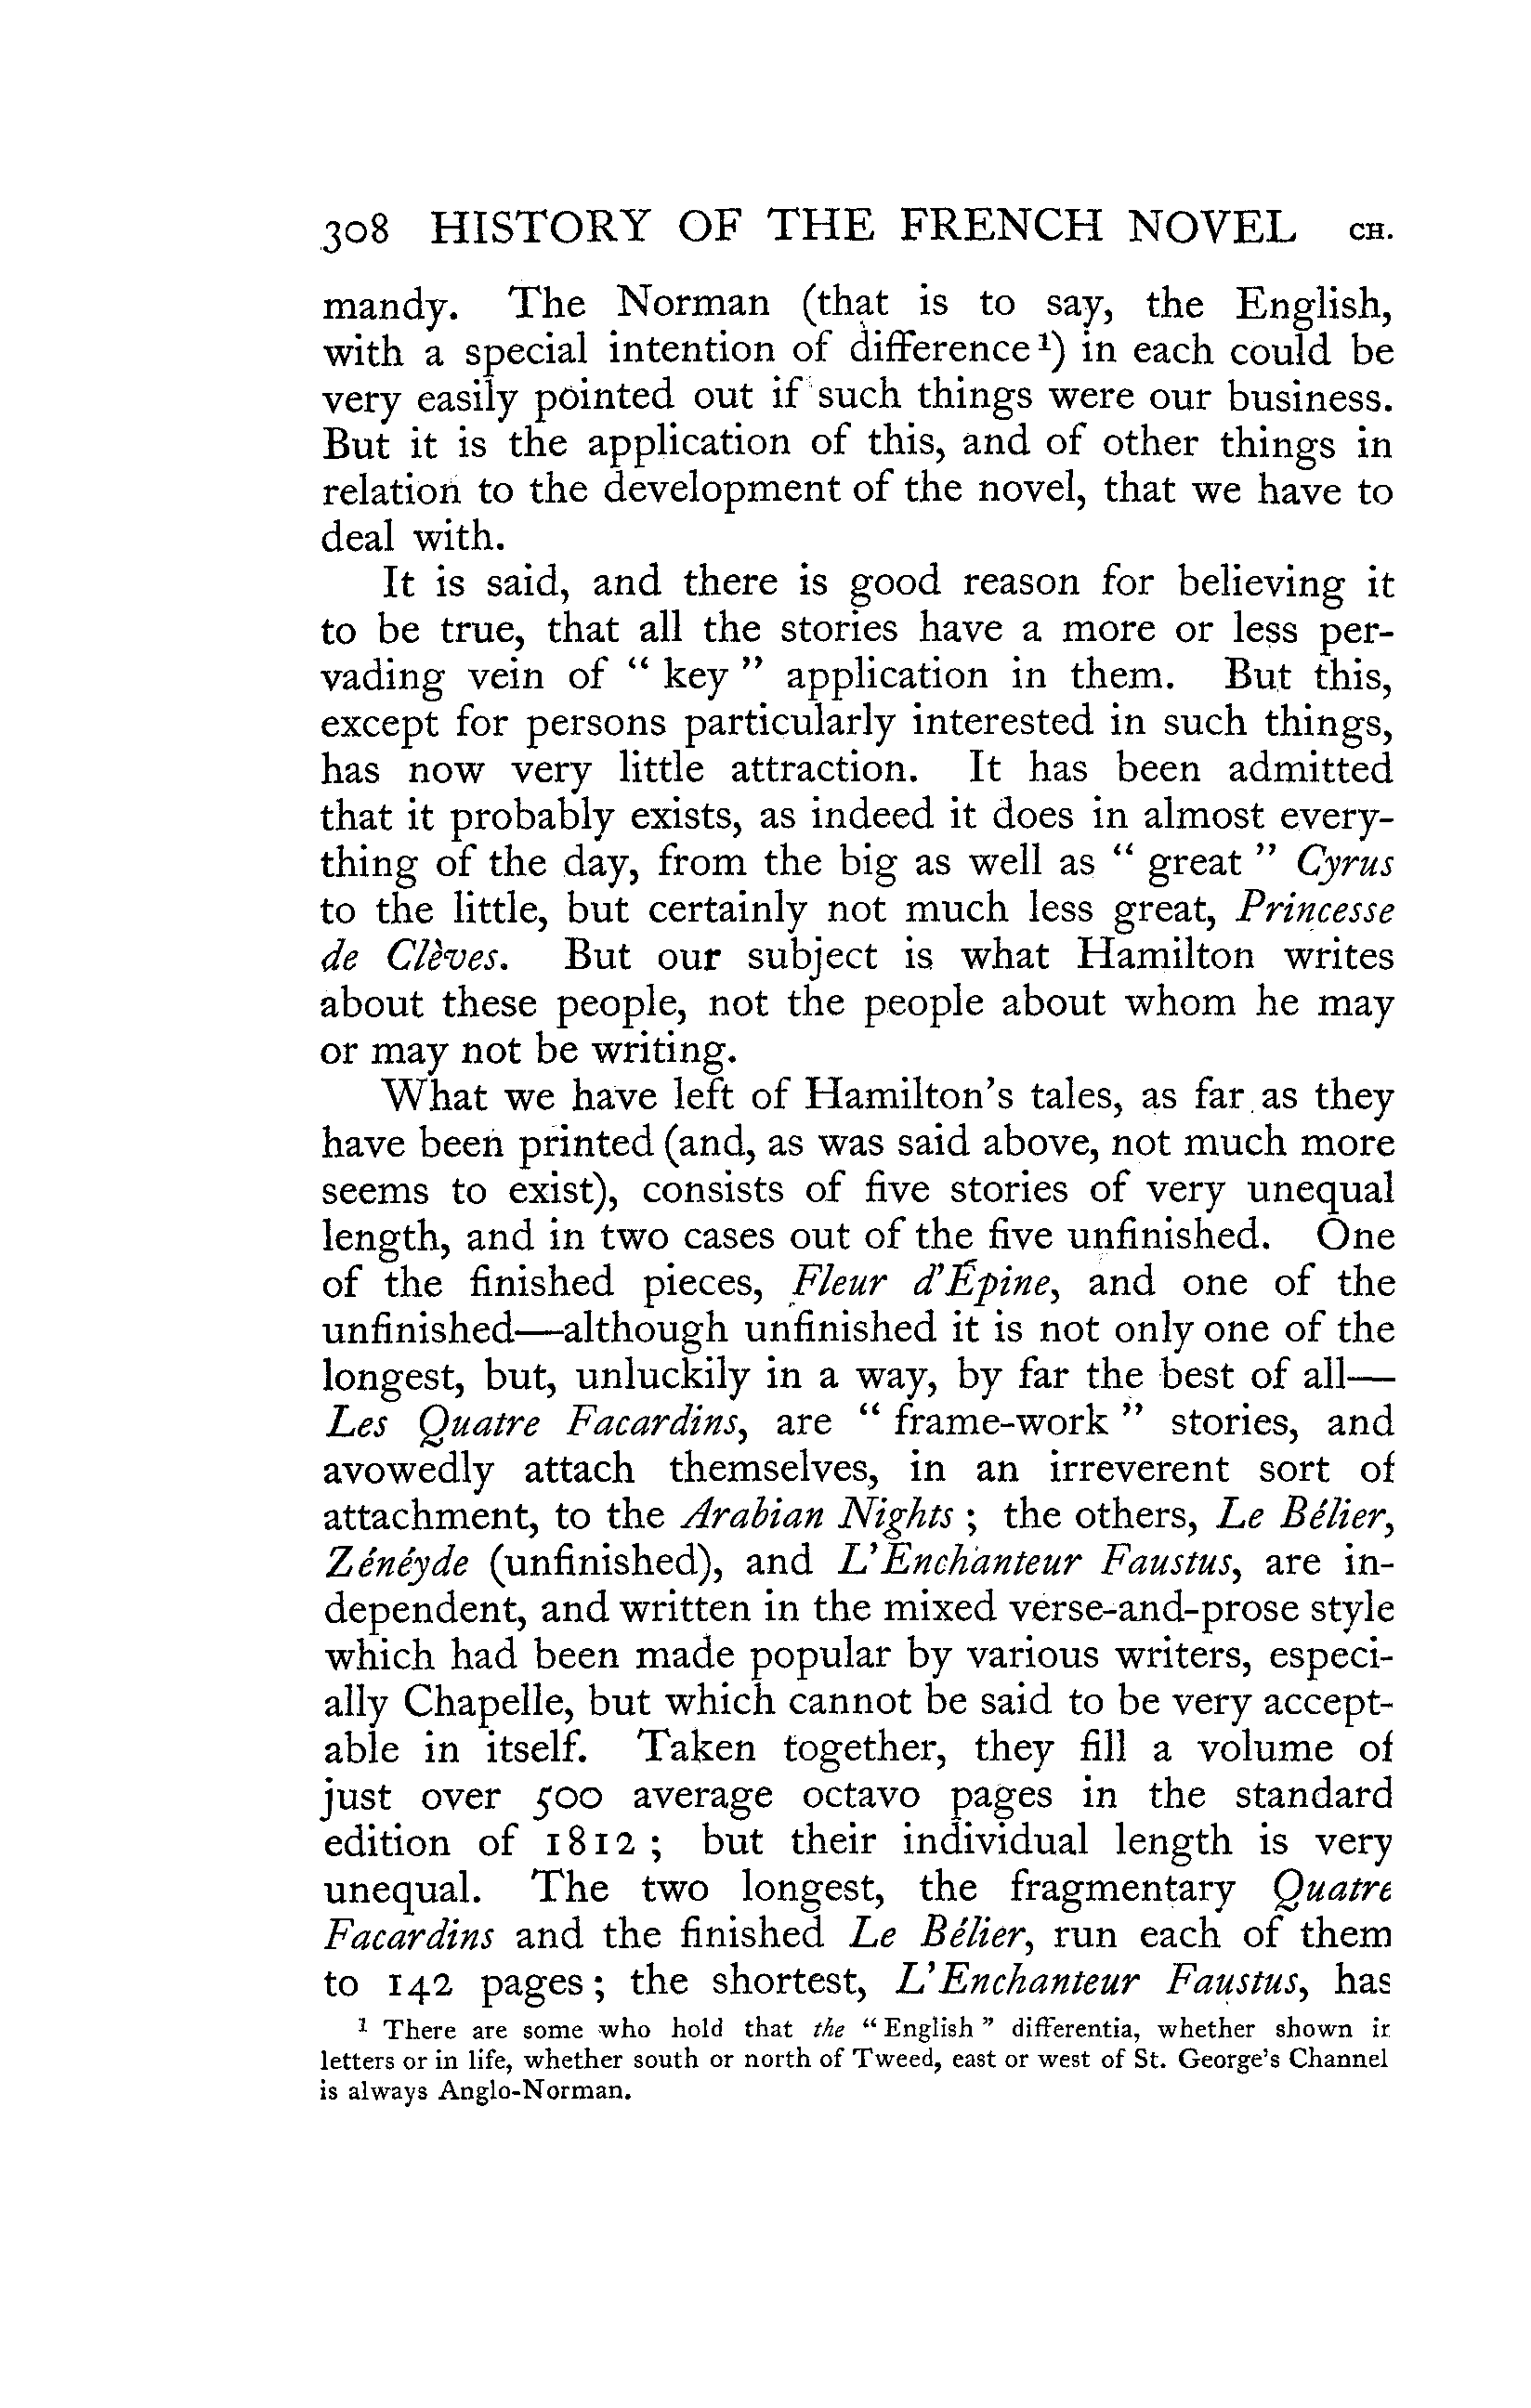 308 HISTORY OF THE FRENCH NOVEL CH.
mandy. The Norman (that is to say, the English,
with a special intention of difference ¹) in each could be
very easily pointed out if such things were our business.
But it is the application of this, and of other things in
relation to the development of the novel, that we have to
deal with.
It is said, and there is good reason for believing it
to be true, that all the stories have a more or less per-
vading vein of “ key ” application in them. But this,
except for persons particularly interested in such things,
has now very little attraction. It has been admitted
that it probably exists, as indeed it does in almost every-
thing of the day, from the big as well as “ great ” Cyrus
to the little, but certainly not much less great, Princesse
de Clèves. But our subject is what Hamilton writes
about these people, not the people about whom he may
or may not be writing.
What we have left of Hamilton's tales, as far as they
have been printed (and, as was said above, not much more
seems to exist), consists of five stories of very unequal
length, and in two cases out of the five unfinished. One
of the finished pieces, Fleur d'Épine, and one of the
unfinished—although unfinished it is not only one of the
longest, but, unluckily in a way, by far the best of all—
Les Quatre Facardins, are “ frame-work ” stories, and
avowedly attach themselves, in an irreverent sort of
attachment, to the Arabian Nights ; the others, Le Bélier,
Zénéyde (unfinished), and L'Enchanteur Faustus, are in-
dependent, and written in the mixed verse-and-prose style
which had been made popular by various writers, especi-
ally Chapelle, but which cannot be said to be very accept-
able in itself. Taken together, they fill a volume of
just over 500 average octavo pages in the standard
edition of 1812 ; but their individual length is very
unequal. The two longest, the fragmentary Quatre
Facardins and the finished Le Bélier, run each of them
to 142 pages ; the shortest, L'Enchanteur Faustus, has
¹ There are some who hold that the “ English ” differentia, whether shown in
letters or in life, whether south or north of Tweed, east or west of St. George's Channel
is always Anglo-Norman.